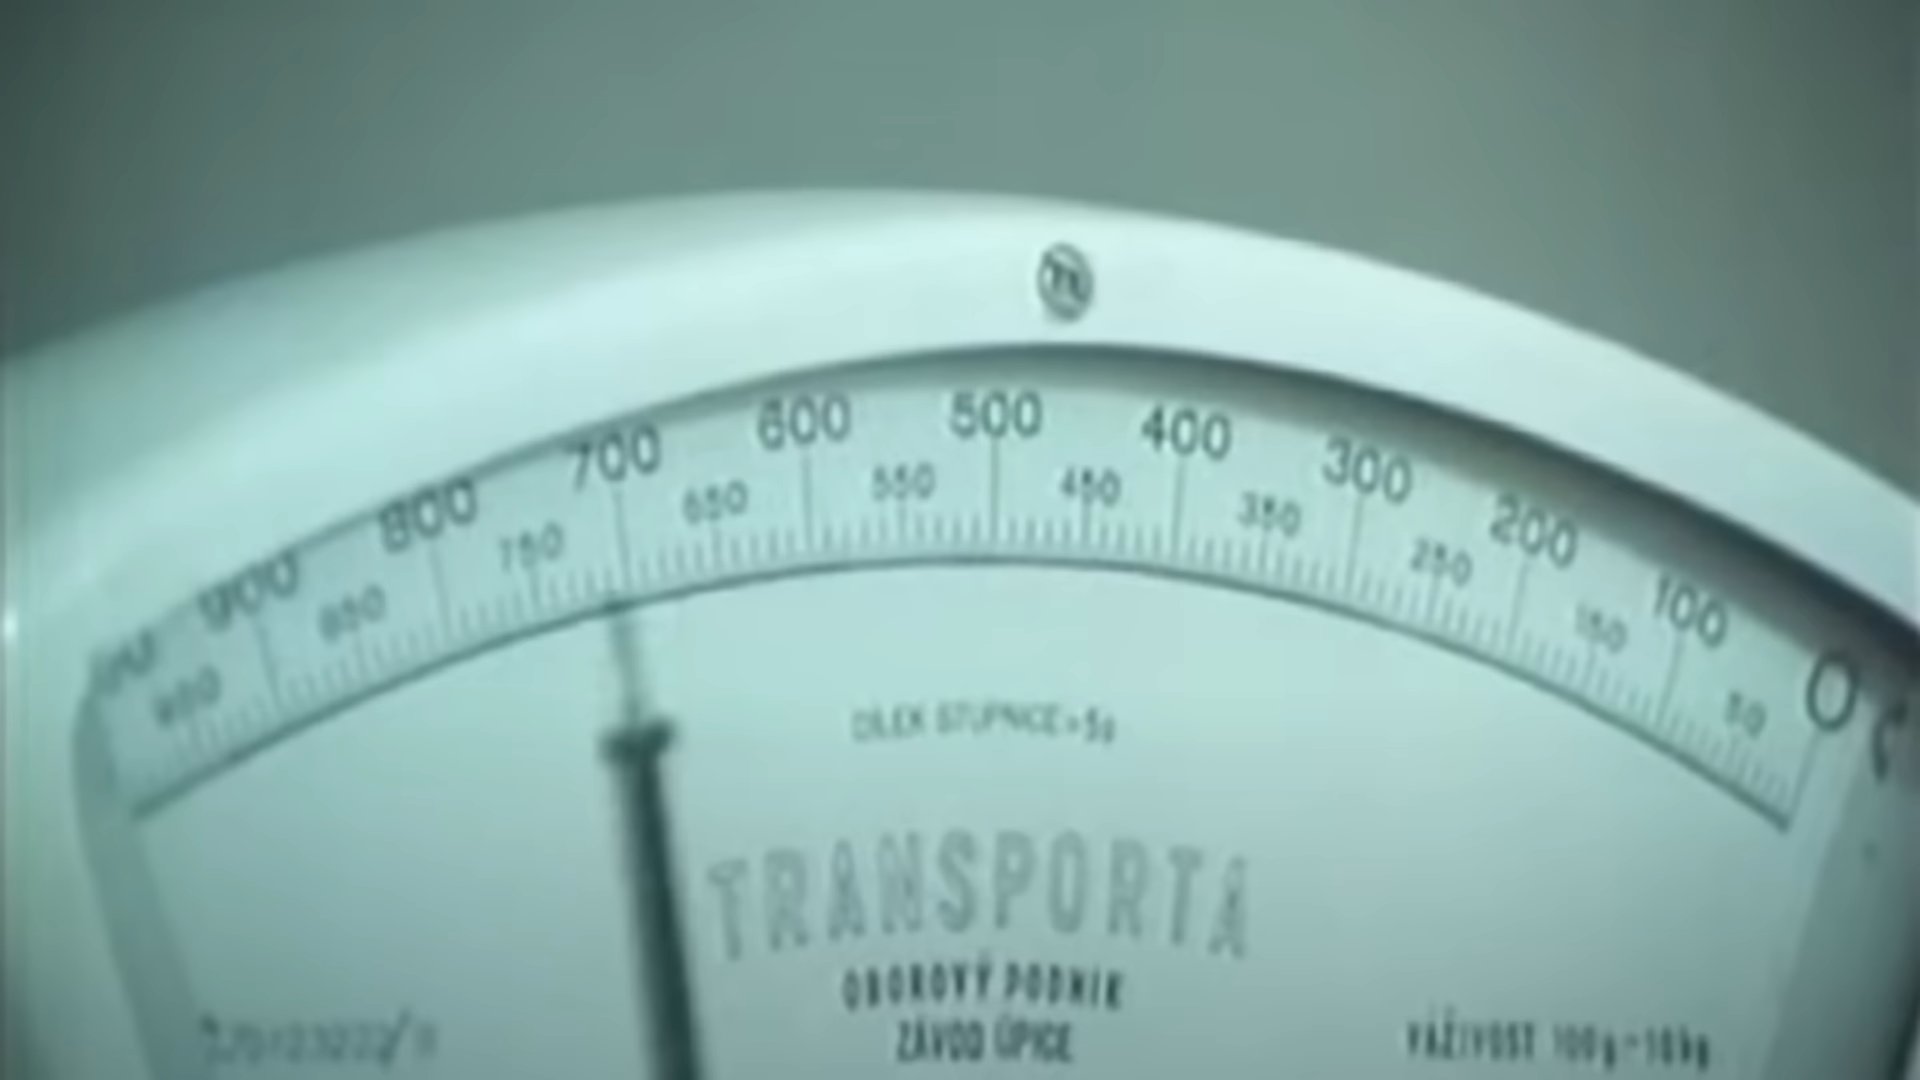 900 800 700 600 500 400 300 200 100 0
850 750 650 550 450 350 250 150 50
DÍLEK STUPNICE = 5g
TRANSPORTA
OBOROVÝ PODNIK
ZÁVOD ÚPICE
VÁŽIVOST 100g - 10kg